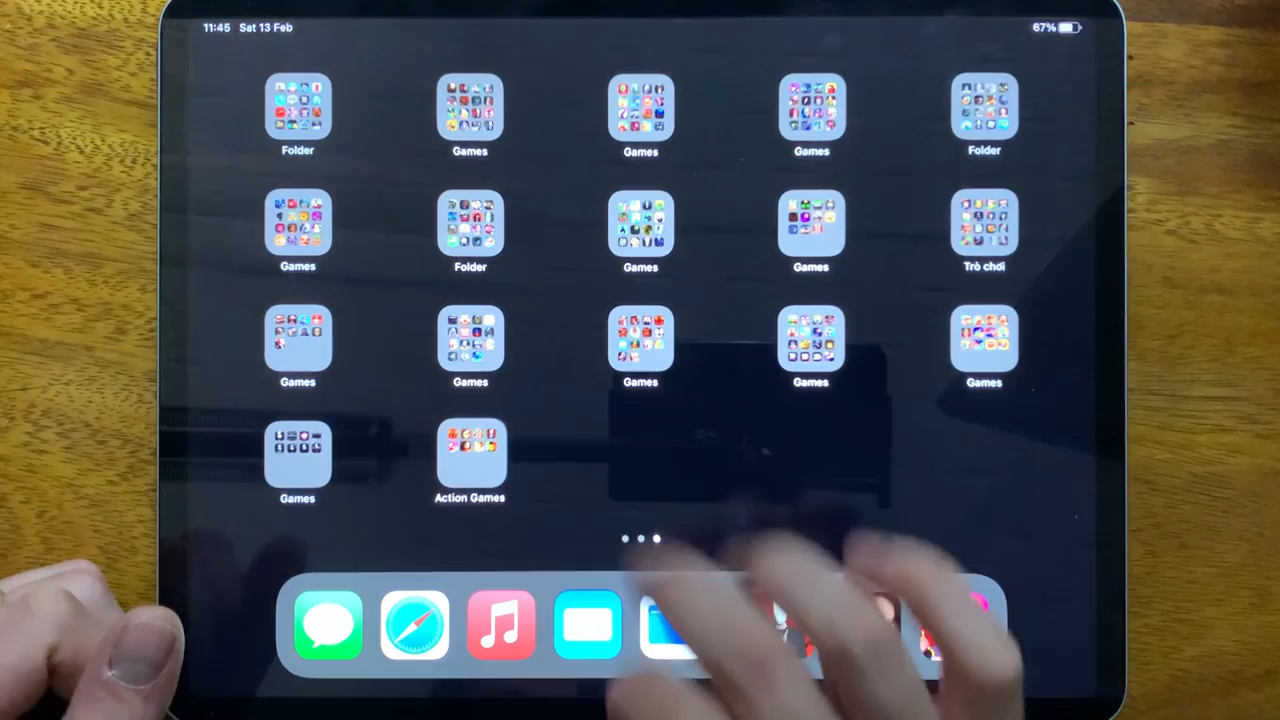 11:45 Sat 13 Feb 67%
Folder Games Games Games Folder
Games Folder Games Games Trò chơi
Games Games Games Games Games
Games Action Games